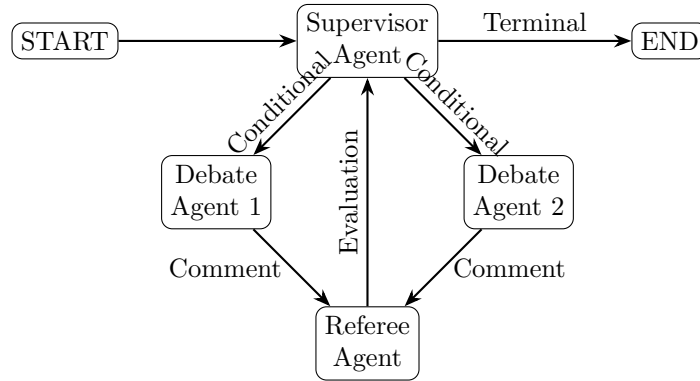 START
Supervisor
Agent
Terminal
END
Conditional
Conditional
Debate
Agent 1
Evaluation
Debate
Agent 2
Comment
Comment
Referee
Agent